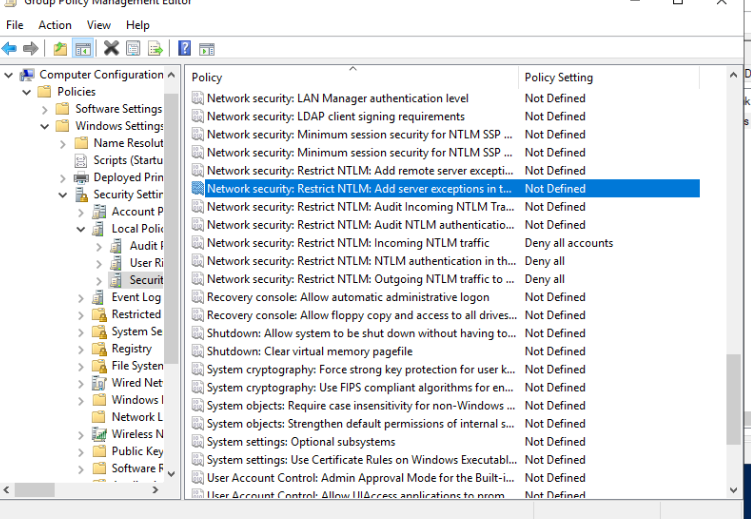 Group Policy Management Editor
File Action View Help
Computer Configuration
Policies
Software Settings
Windows Settings
Name Resolut
Scripts (Startu
Deployed Prin
Security Settir
Account P
Local Polic
Audit P
User Ri
Securit
Event Log
Restricted
System Se
Registry
File System
Wired Net
Windows
Network L
Wireless N
Public Key
Software R
Policy Policy Setting
Network security: LAN Manager authentication level Not Defined
Network security: LDAP client signing requirements Not Defined
Network security: Minimum session security for NTLM SSP ... Not Defined
Network security: Minimum session security for NTLM SSP ... Not Defined
Network security: Restrict NTLM: Add remote server excepti... Not Defined
Network security: Restrict NTLM: Add server exceptions in t... Not Defined
Network security: Restrict NTLM: Audit Incoming NTLM Tra... Not Defined
Network security: Restrict NTLM: Audit NTLM authenticatio... Not Defined
Network security: Restrict NTLM: Incoming NTLM traffic Deny all accounts
Network security: Restrict NTLM: NTLM authentication in th... Deny all
Network security: Restrict NTLM: Outgoing NTLM traffic to ... Deny all
Recovery console: Allow automatic administrative logon Not Defined
Recovery console: Allow floppy copy and access to all drives... Not Defined
Shutdown: Allow system to be shut down without having to... Not Defined
Shutdown: Clear virtual memory pagefile Not Defined
System cryptography: Force strong key protection for user k... Not Defined
System cryptography: Use FIPS compliant algorithms for en... Not Defined
System objects: Require case insensitivity for non-Windows ... Not Defined
System objects: Strengthen default permissions of internal s... Not Defined
System settings: Optional subsystems Not Defined
System settings: Use Certificate Rules on Windows Executabl... Not Defined
User Account Control: Admin Approval Mode for the Built-i... Not Defined
User Account Control: Allow UIAccess applications to prom... Not Defined